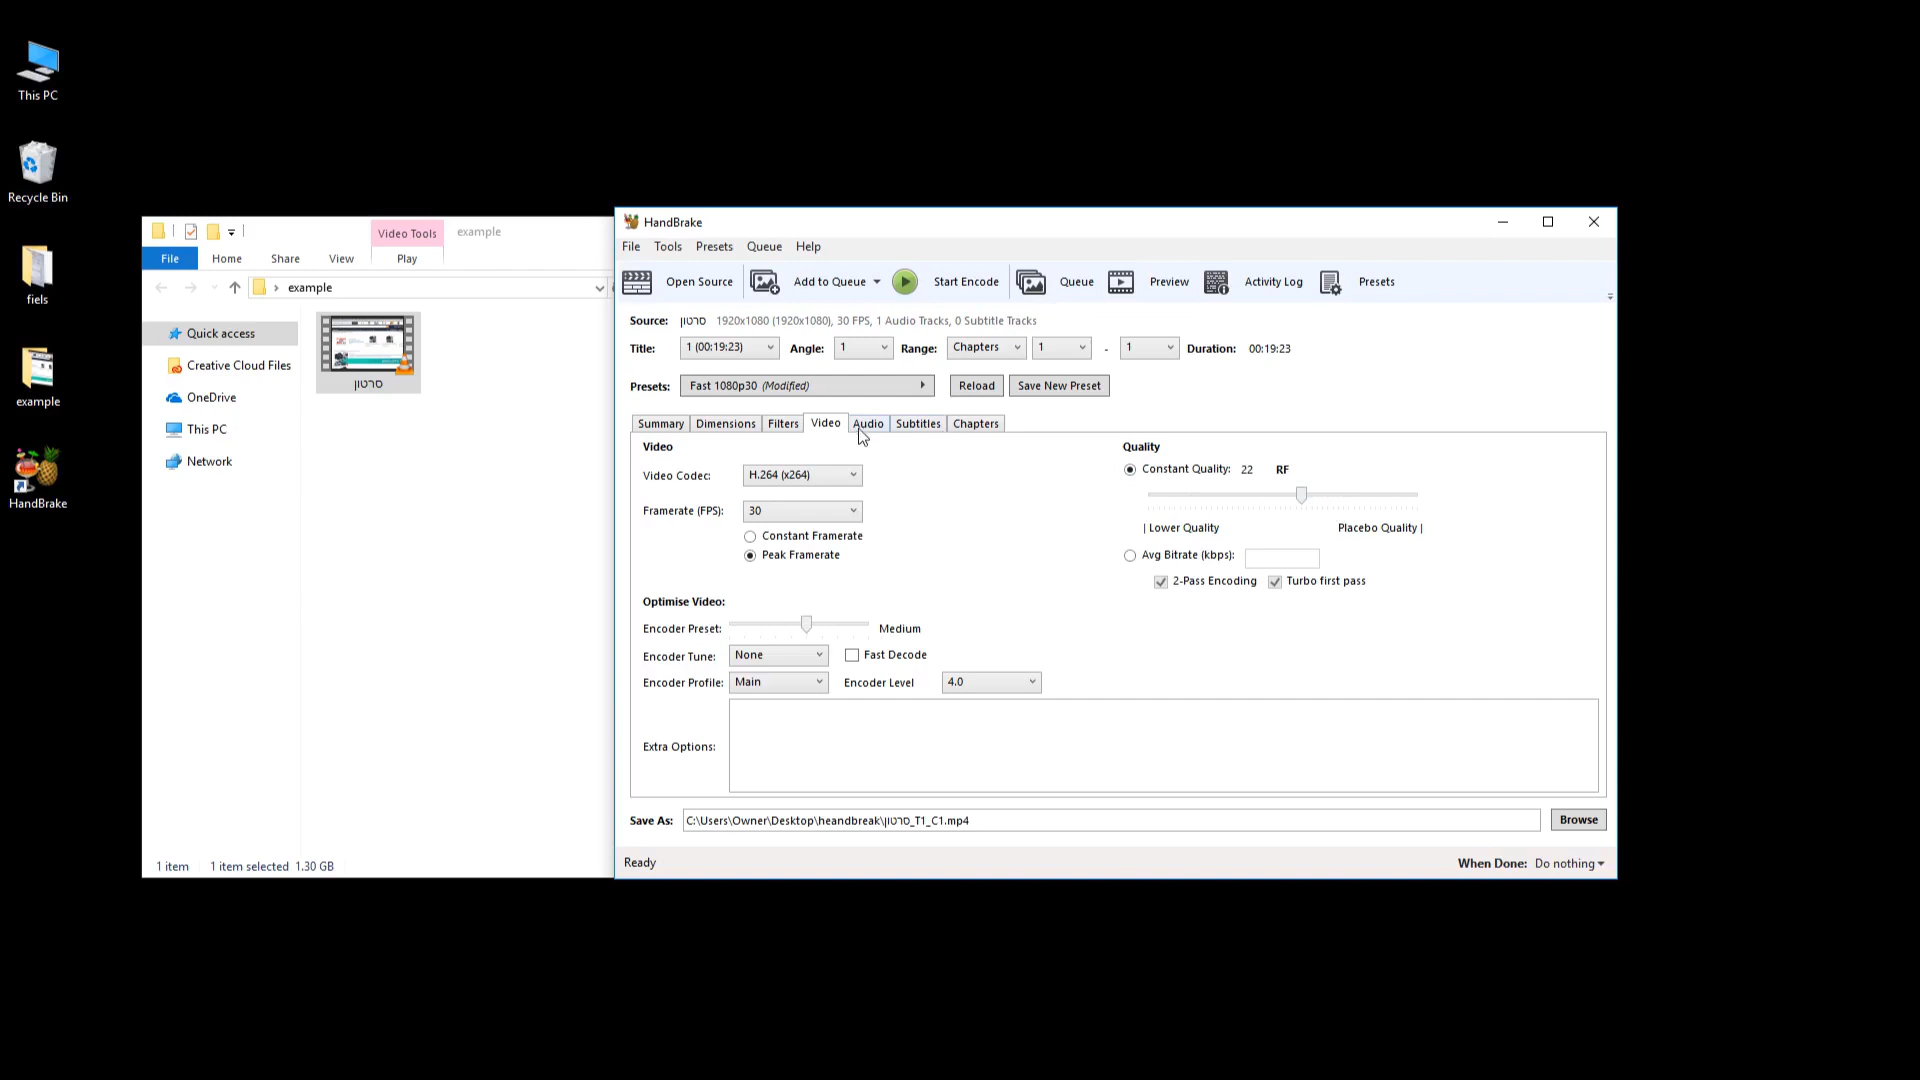 This PC
Recycle Bin
fiels
example
HandBrake
Video Tools
example
File
Home
Share
View
Play
example
Quick access
Creative Cloud Files
OneDrive
This PC
Network
סרטון
1 item
1 item selected 1.30 GB
HandBrake
File Tools Presets Queue Help
Open Source
Add to Queue
Start Encode
Queue
Preview
Activity Log
Presets
Source: סרטון 1920x1080 (1920x1080), 30 FPS, 1 Audio Tracks, 0 Subtitle Tracks
Title: 1 (00:19:23) Angle: 1 Range: Chapters 1 - 1 Duration: 00:19:23
Presets: Fast 1080p30 (Modified) Reload Save New Preset
Summary Dimensions Filters Video Audio Subtitles Chapters
Video
Video Codec: H.264 (x264)
Framerate (FPS): 30
Constant Framerate
Peak Framerate
Quality
Constant Quality: 22 RF
| Lower Quality Placebo Quality |
Avg Bitrate (kbps):
2-Pass Encoding Turbo first pass
Optimise Video:
Encoder Preset: Medium
Encoder Tune: None Fast Decode
Encoder Profile: Main Encoder Level 4.0
Extra Options:
Save As: C:\Users\Owner\Desktop\heandbreak\סרטון_T1_C1.mp4 Browse
Ready
When Done: Do nothing